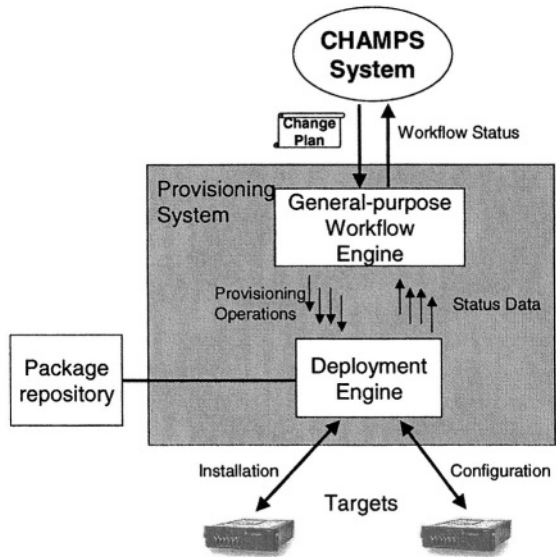 CHAMPS
System
Change
Plan
Workflow Status
Provisioning
System
General-purpose
Workflow
Engine
Provisioning
Operations
Status Data
Package
repository
Deployment
Engine
Installation
Configuration
Targets